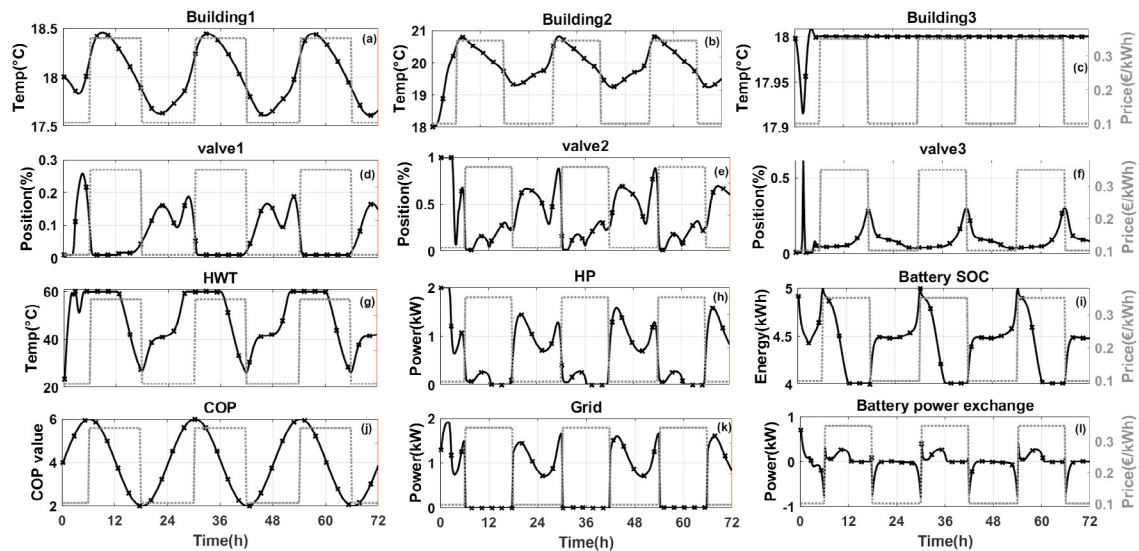 Building1
Building2
Building3
Temp(°C)
18.5
18
17.5
(a)
Temp(°C)
21
20
19
18
(b)
Temp(°C)
18
17.95
17.9
(c)
0.3
0.2
0.1
Price(€/kWh)
valve1
valve2
valve3
Position(%)
0.3
0.2
0.1
0
(d)
Position(%)
1
0.5
0
(e)
Position(%)
0.5
0
(f)
0.3
0.2
0.1
Price(€/kWh)
HWT
HP
Battery SOC
Temp(°C)
60
40
20
(g)
Power(kW)
2
1
0
(h)
Energy(kWh)
5
4.5
4
(i)
0.3
0.2
0.1
Price(€/kWh)
COP
Grid
Battery power exchange
COP value
6
4
2
(j)
Power(kW)
2
1
0
(k)
Power(kW)
1
0
-1
(l)
0.3
0.2
0.1
Price(€/kWh)
0 12 24 36 48 60 72
0 12 24 36 48 60 72
0 12 24 36 48 60 72
Time(h)
Time(h)
Time(h)